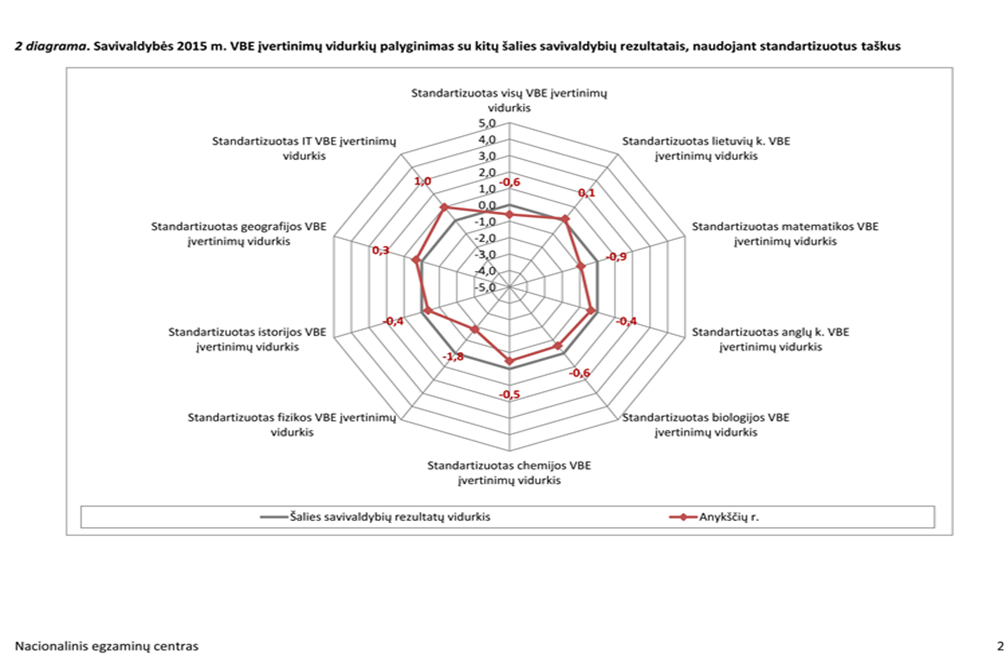 2 diagrama. Savivaldybės 2015 m. VBE įvertinimų vidurkių palyginimas su kitų šalies savivaldybių rezultatais, naudojant standartizuotus taškus
Standartizuotas visų VBE įvertinimų
vidurkis
Standartizuotas lietuvių k. VBE
įvertinimų vidurkis
Standartizuotas matematikos VBE
įvertinimų vidurkis
Standartizuotas anglų k. VBE
įvertinimų vidurkis
Standartizuotas biologijos VBE
įvertinimų vidurkis
Standartizuotas chemijos VBE
įvertinimų vidurkis
Standartizuotas fizikos VBE įvertinimų
vidurkis
Standartizuotas istorijos VBE
įvertinimų vidurkis
Standartizuotas geografijos VBE
įvertinimų vidurkis
Standartizuotas IT VBE įvertinimų
vidurkis
5,0
4,0
3,0
2,0
1,0
0,0
-1,0
-2,0
-3,0
-4,0
-5,0
-0,6
0,1
-0,9
-0,4
-0,6
-0,5
-1,8
-0,4
0,3
1,0
Šalies savivaldybių rezultatų vidurkis
Anykščių r.
Nacionalinis egzaminų centras
2